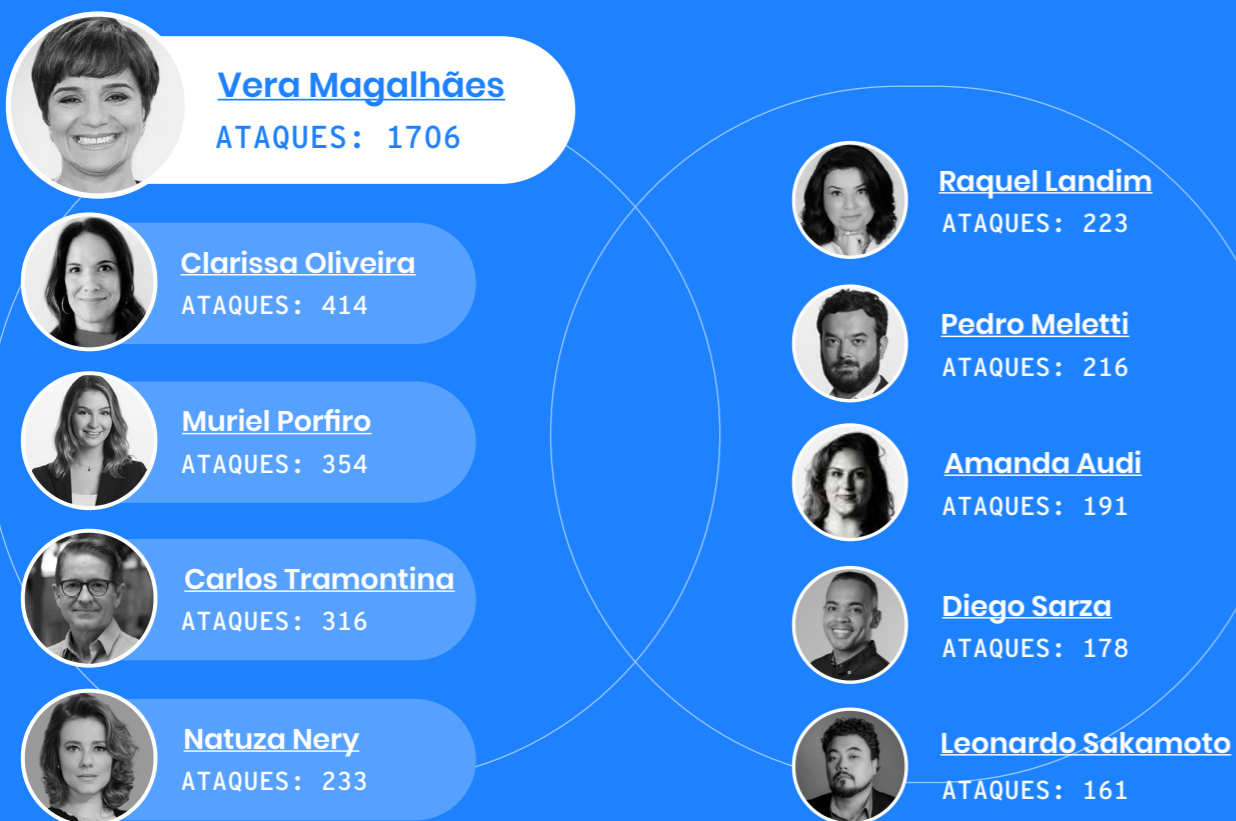 Vera Magalhães
ATAQUES: 1706
Clarissa Oliveira
ATAQUES: 414
Muriel Porfiro
ATAQUES: 354
Carlos Tramontina
ATAQUES: 316
Natuza Nery
ATAQUES: 233
Raquel Landim
ATAQUES: 223
Pedro Meletti
ATAQUES: 216
Amanda Audi
ATAQUES: 191
Diego Sarza
ATAQUES: 178
Leonardo Sakamoto
ATAQUES: 161